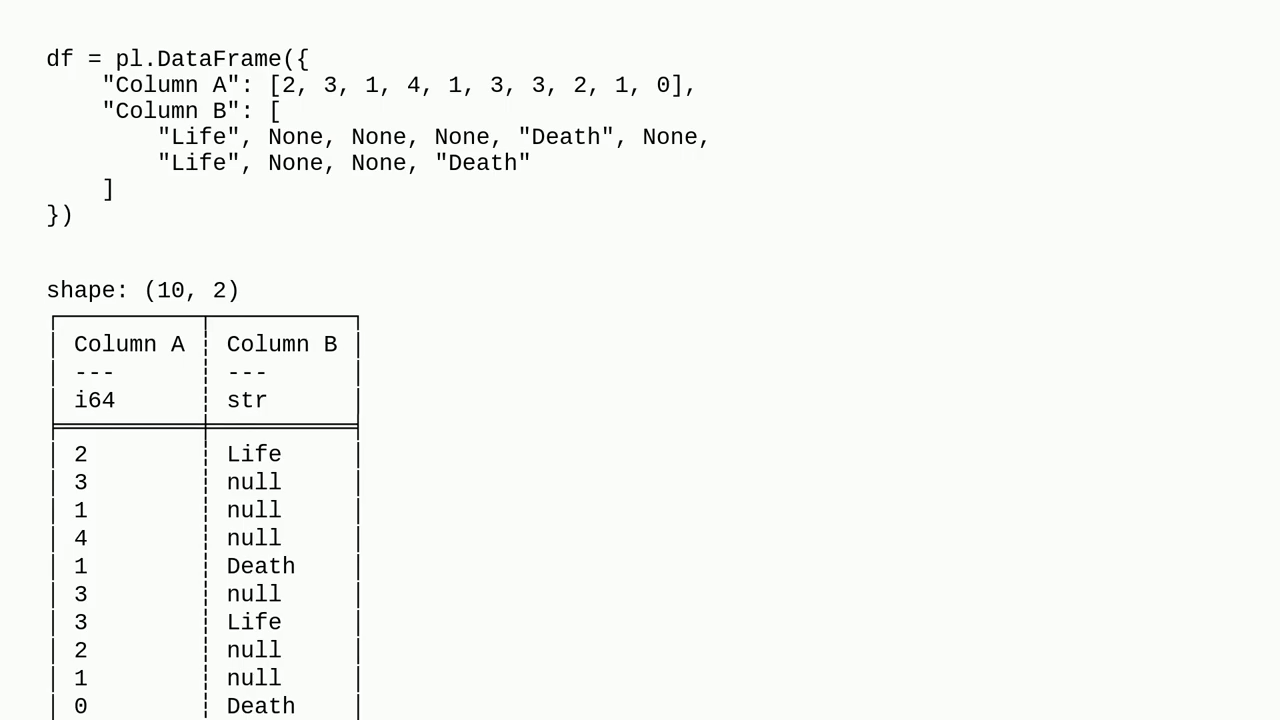 df = pl.DataFrame({
    "Column A": [2, 3, 1, 4, 1, 3, 3, 2, 1, 0],
    "Column B": [
        "Life", None, None, None, "Death", None,
        "Life", None, None, "Death"
    ]
})
shape: (10, 2)
Column A Column B
--- ---
i64 str
2 Life
3 null
1 null
4 null
1 Death
3 null
3 Life
2 null
1 null
0 Death